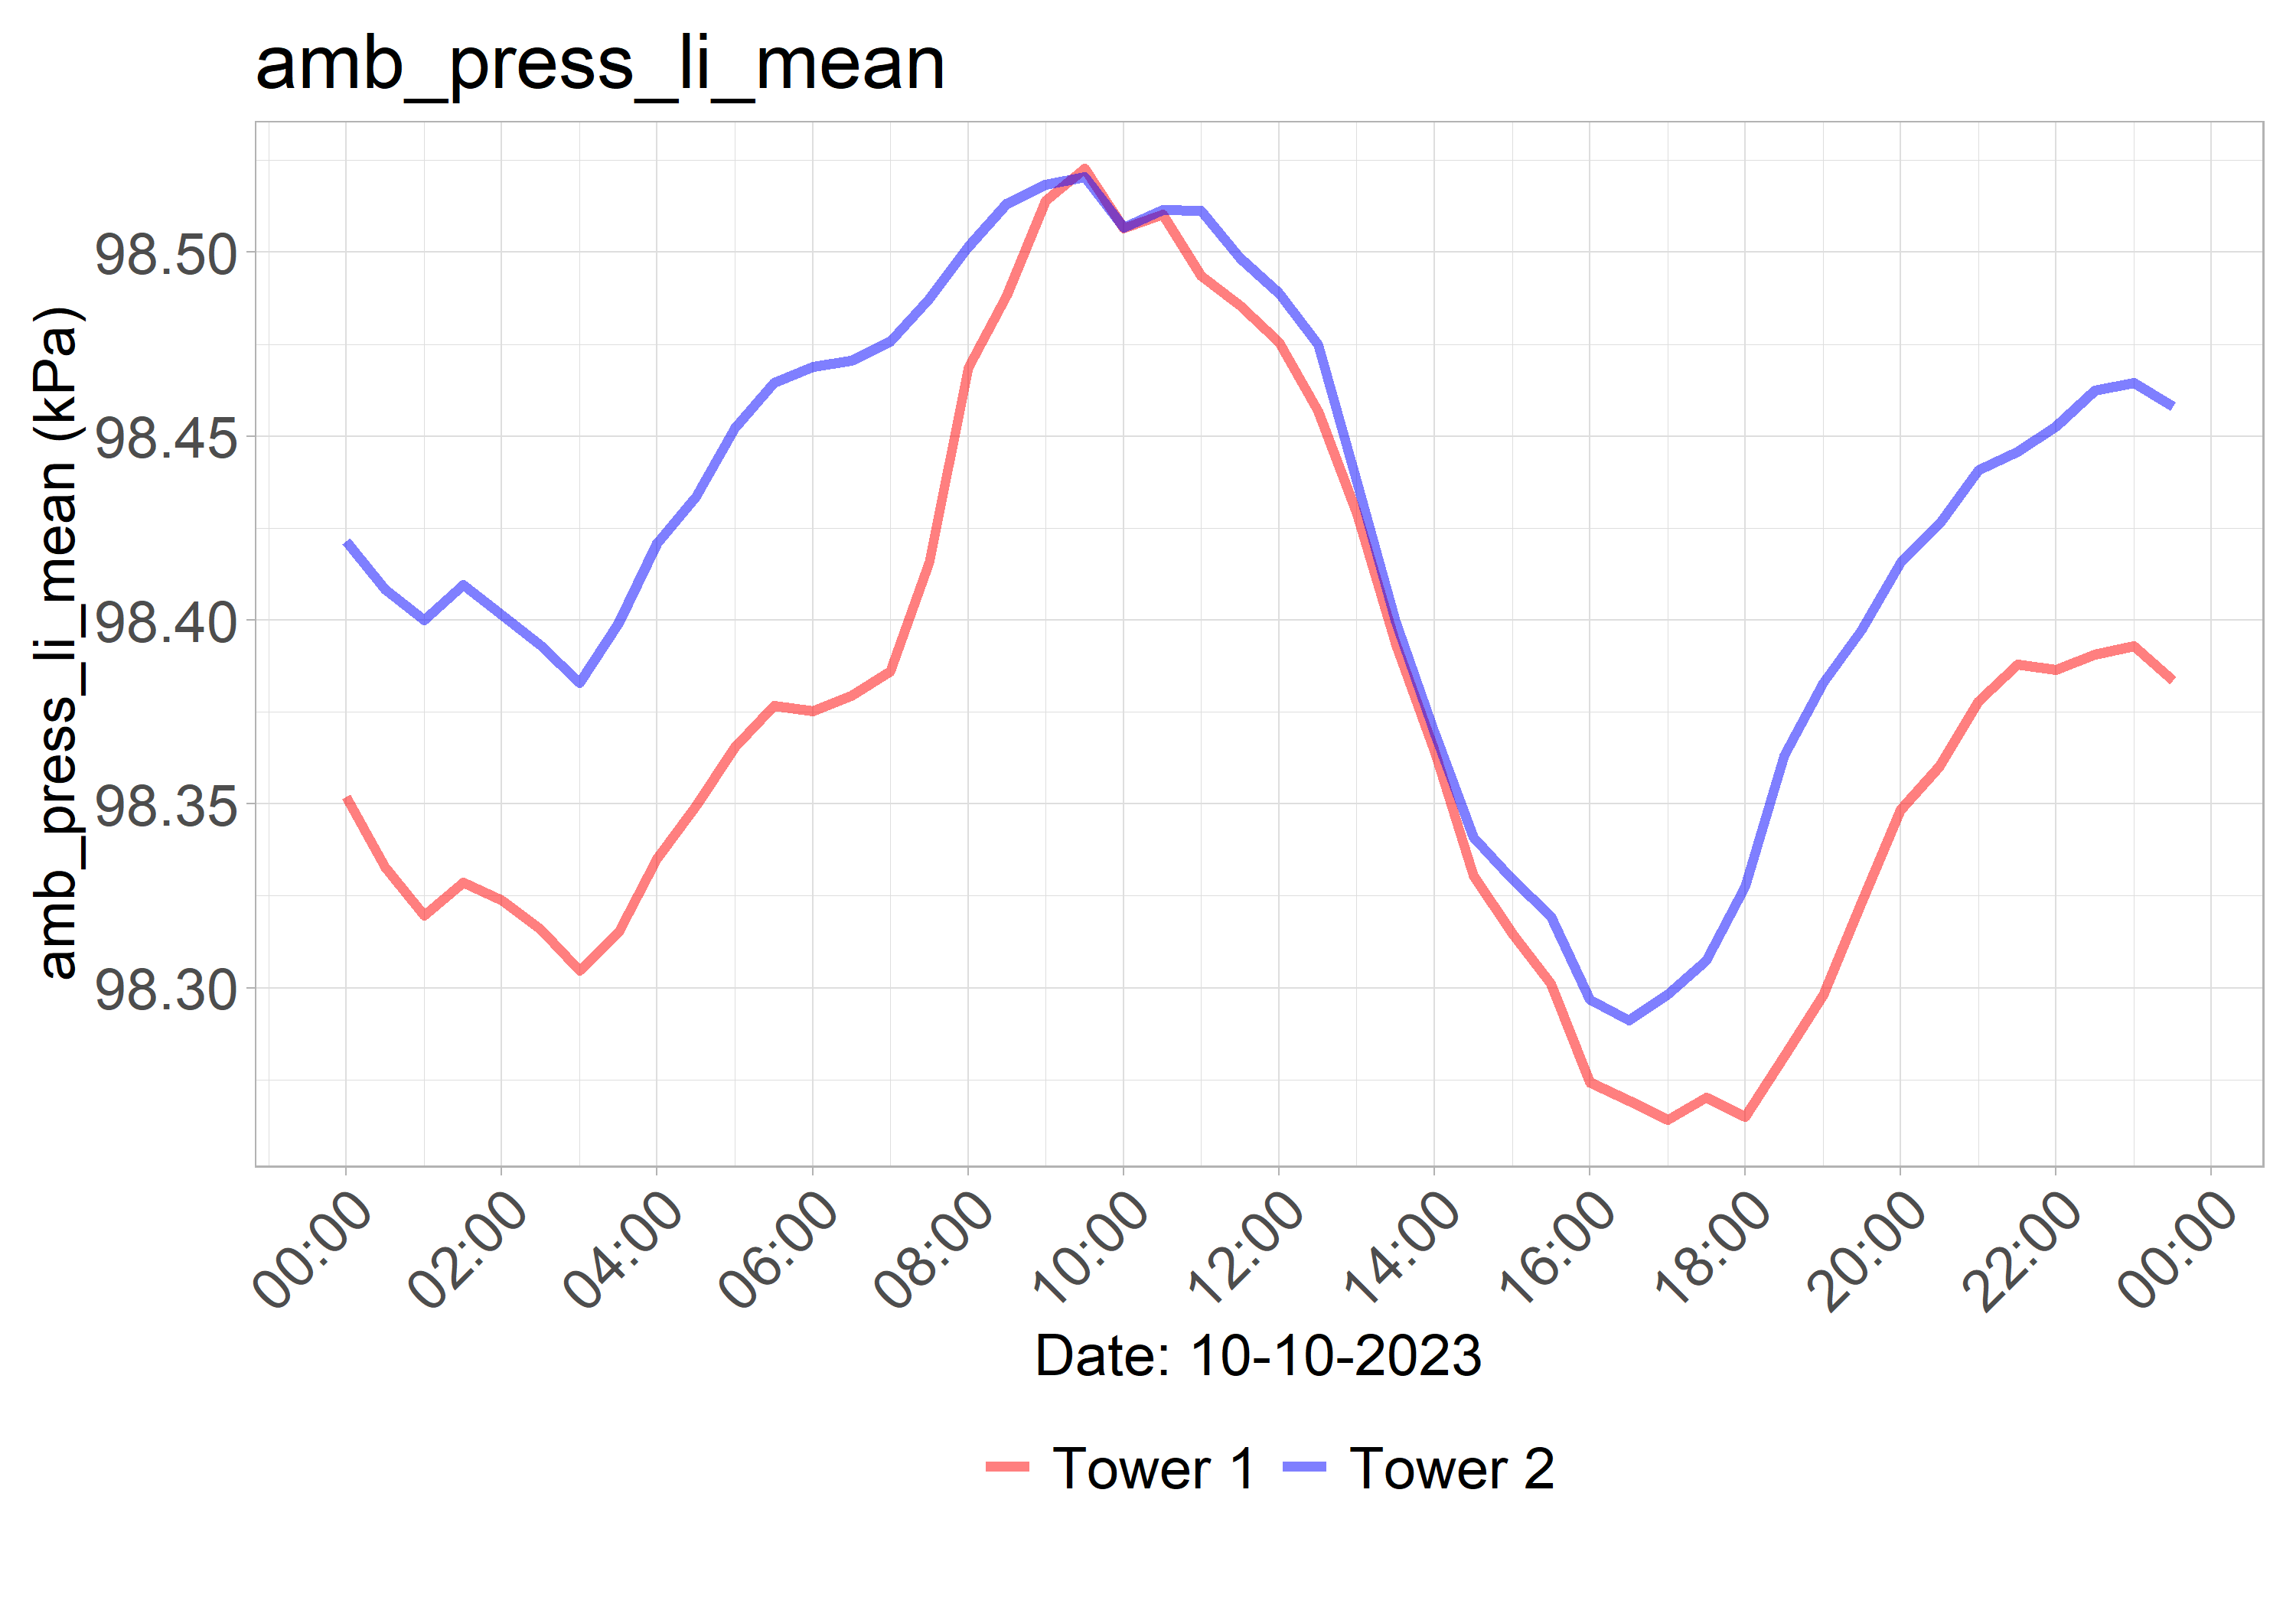 amb_press_li_mean
amb_press_li_mean (kPa)
98.50
98.45
98.40
98.35
98.30
00:00 02:00 04:00 06:00 08:00 10:00 12:00 14:00 16:00 18:00 20:00 22:00 00:00
Date: 10-10-2023
Tower 1 Tower 2